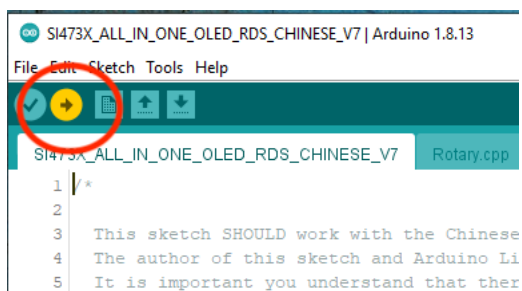 SI473X_ALL_IN_ONE_OLED_RDS_CHINESE_V7 | Arduino 1.8.13
File Edit Sketch Tools Help
SI473X_ALL_IN_ONE_OLED_RDS_CHINESE_V7 Rotary.cpp
1 /*
2
3 This sketch SHOULD work with the Chinese
4 The author of this sketch and Arduino Li
5 It is important you understand that ther